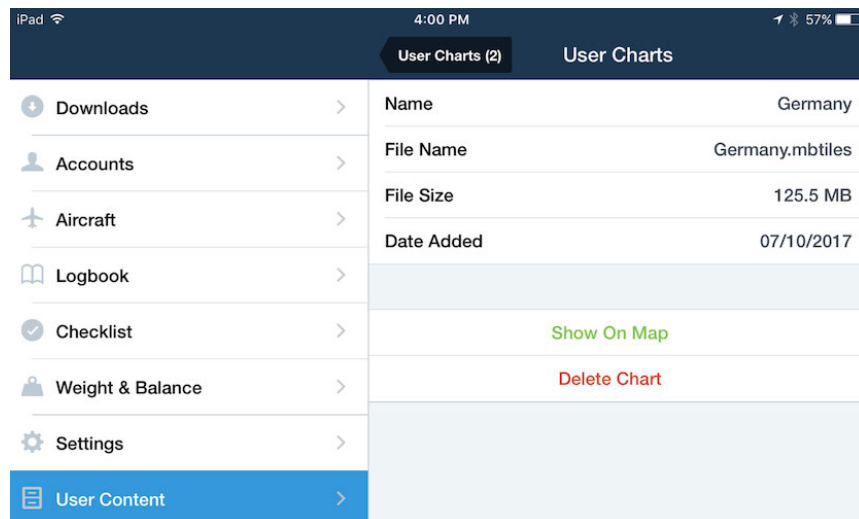 iPad 4:00 PM 57%
User Charts (2) User Charts
Downloads
Accounts
Aircraft
Logbook
Checklist
Weight & Balance
Settings
User Content
Name Germany
File Name Germany.mbtiles
File Size 125.5 MB
Date Added 07/10/2017
Show On Map
Delete Chart